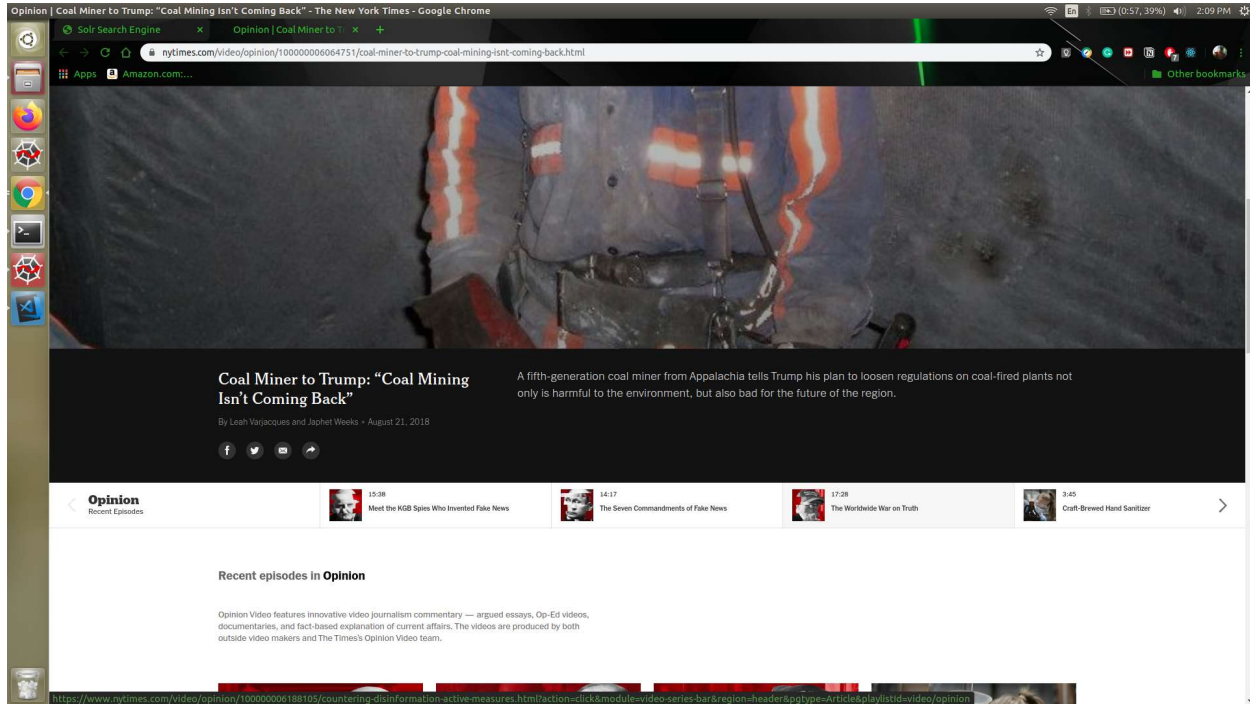 Opinion | Coal Miner to Trump: "Coal Mining Isn't Coming Back" - The New York Times - Google Chrome
En (0:57, 39%) 2:09 PM
Solr Search Engine × Opinion | Coal Miner to Tr × +
nytimes.com/video/opinion/100000006064751/coal-miner-to-trump-coal-mining-isnt-coming-back.html
Apps Amazon.com:... Other bookmarks
Coal Miner to Trump: “Coal Mining
Isn’t Coming Back”
By Leah Varjacques and Japhet Weeks • August 21, 2018
A fifth-generation coal miner from Appalachia tells Trump his plan to loosen regulations on coal-fired plants not
only is harmful to the environment, but also bad for the future of the region.
Opinion
Recent Episodes
15:38
Meet the KGB Spies Who Invented Fake News
14:17
The Seven Commandments of Fake News
17:28
The Worldwide War on Truth
3:45
Craft-Brewed Hand Sanitizer
Recent episodes in Opinion
Opinion Video features innovative video journalism commentary — argued essays, Op-Ed videos,
documentaries, and fact-based explanation of current affairs. The videos are produced by both
outside video makers and The Times’s Opinion Video team.
https://www.nytimes.com/video/opinion/100000006188105/countering-disinformation-active-measures.html?action=click&module=video-series-bar&region=header&pgtype=Article&playlistId=video/opinion